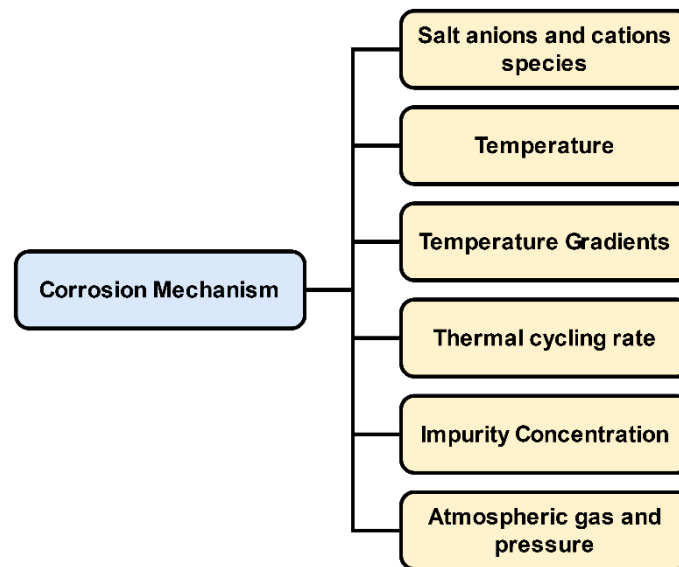 Salt anions and cations
species
Temperature
Temperature Gradients
Corrosion Mechanism
Thermal cycling rate
Impurity Concentration
Atmospheric gas and
pressure